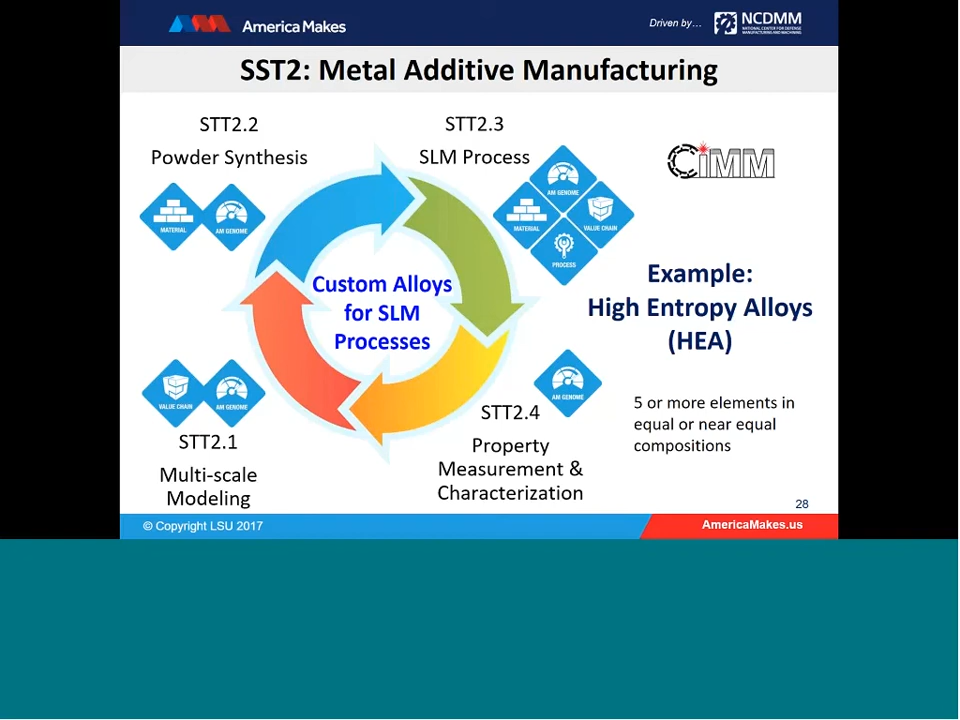 America Makes
Driven by...
NCDMM
NATIONAL CENTER FOR DEFENSE
MANUFACTURING AND MACHINING
SST2: Metal Additive Manufacturing
STT2.2
Powder Synthesis
STT2.3
SLM Process
CiMM
MATERIAL
AM GENOME
AM GENOME
MATERIAL
VALUE CHAIN
PROCESS
Custom Alloys
for SLM
Processes
Example:
High Entropy Alloys
(HEA)
5 or more elements in
equal or near equal
compositions
VALUE CHAIN
AM GENOME
STT2.1
Multi-scale
Modeling
AM GENOME
STT2.4
Property
Measurement &
Characterization
28
© Copyright LSU 2017
AmericaMakes.us